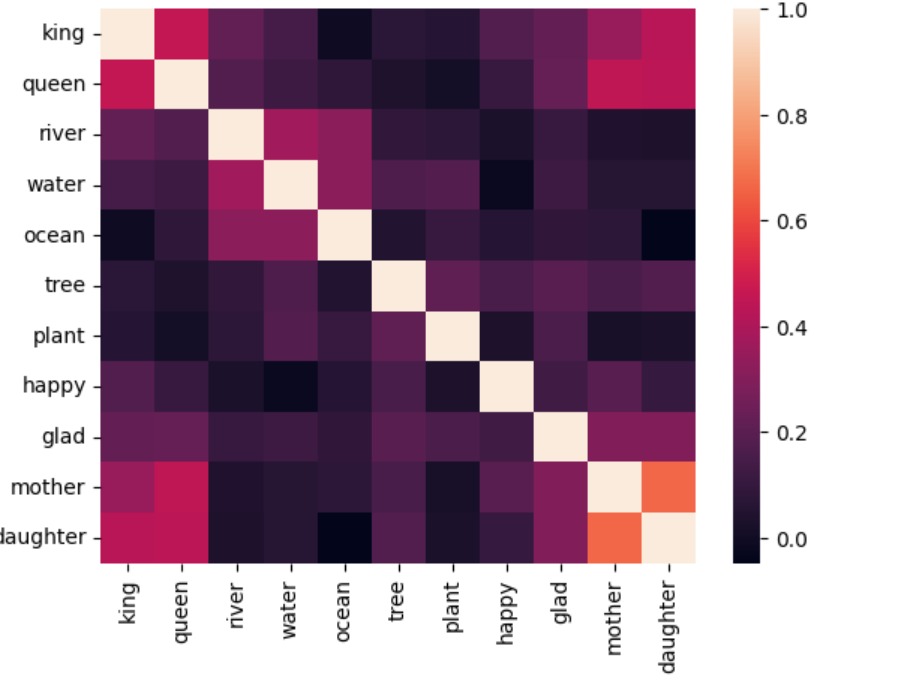 king
queen
river
water
ocean
tree
plant
happy
glad
mother
daughter
king
queen
river
water
ocean
tree
plant
happy
glad
mother
daughter
1.0
0.8
0.6
0.4
0.2
0.0